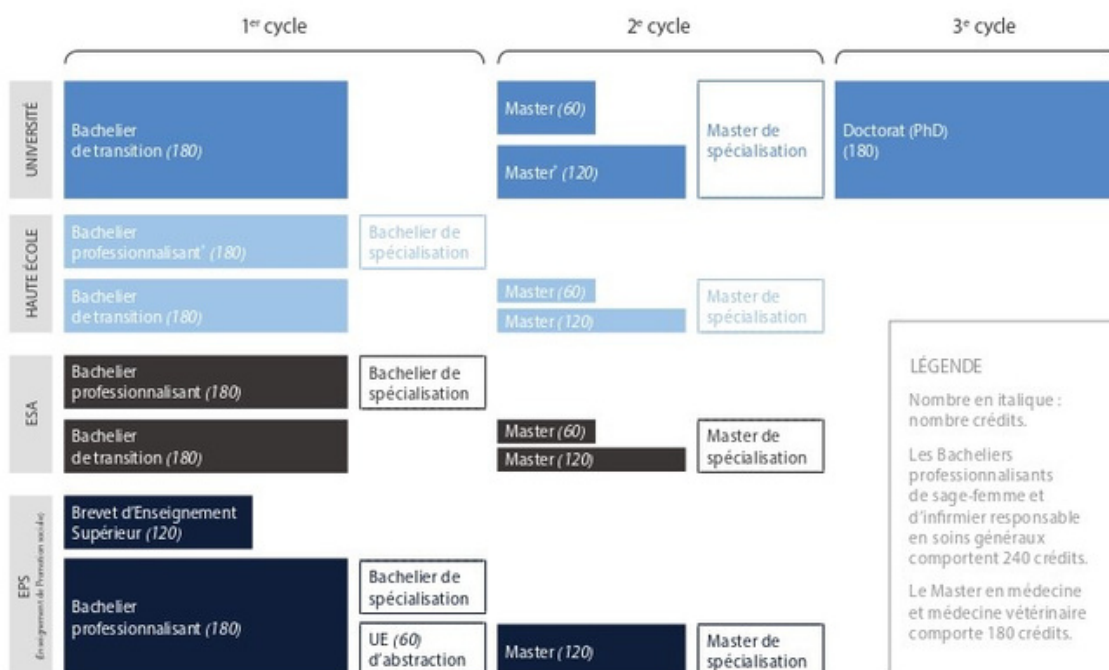 1er cycle
2e cycle
3e cycle
UNIVERSITÉ
Bachelier
de transition (180)
Master (60)
Master* (120)
Master de
spécialisation
Doctorat (PhD)
(180)
HAUTE ÉCOLE
Bachelier
professionnalisant* (180)
Bachelier de
spécialisation
Bachelier
de transition (180)
Master (60)
Master (120)
Master de
spécialisation
ESA
Bachelier
professionnalisant (180)
Bachelier de
spécialisation
Bachelier
de transition (180)
Master (60)
Master (120)
Master de
spécialisation
EPS
(Enseignement de Promotion sociale)
Brevet d'Enseignement
Supérieur (120)
Bachelier
professionnalisant (180)
Bachelier de
spécialisation
UE (60)
d'abstraction
Master (120)
Master de
spécialisation
LÉGENDE
Nombre en italique :
nombre crédits.
Les Bacheliers
professionnalisants
de sage-femme et
d'infirmier responsable
en soins généraux
comportent 240 crédits.
Le Master en médecine
et médecine vétérinaire
comporte 180 crédits.